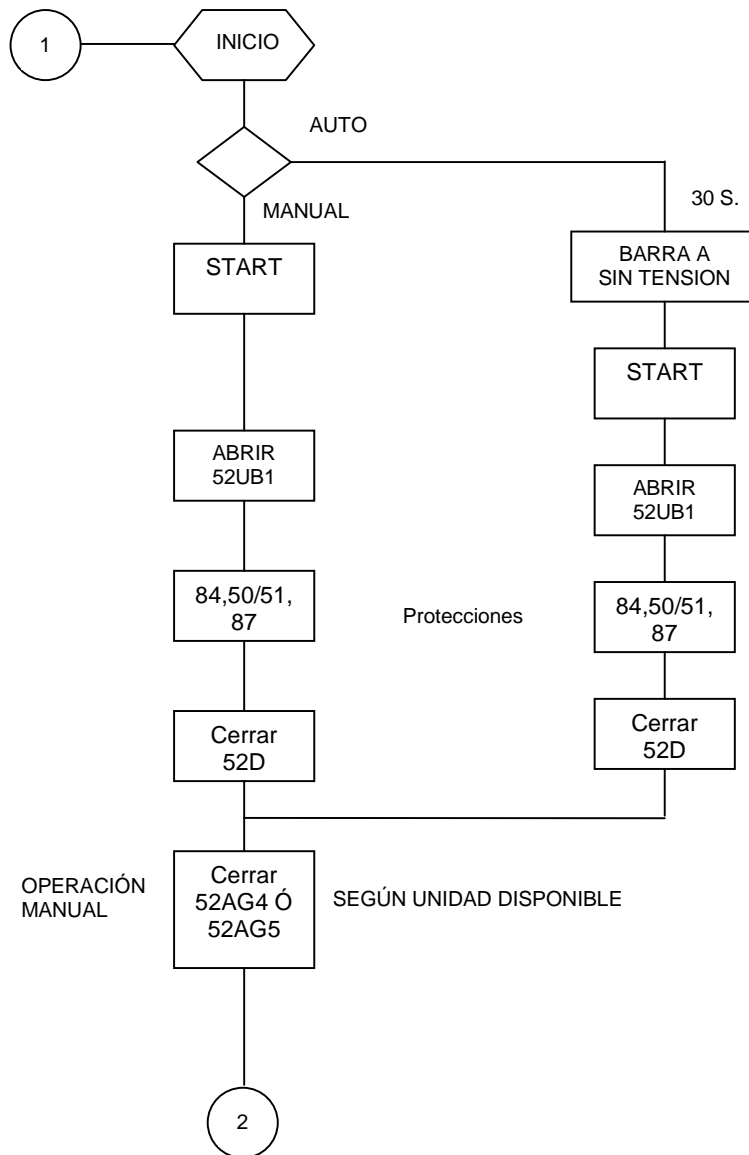 1
INICIO
AUTO
MANUAL
30 S.
START
BARRA A
SIN TENSION
START
ABRIR
52UB1
ABRIR
52UB1
84,50/51,
87
Protecciones
84,50/51,
87
Cerrar
52D
Cerrar
52D
OPERACIÓN
MANUAL
Cerrar
52AG4 Ó
52AG5
SEGÚN UNIDAD DISPONIBLE
2